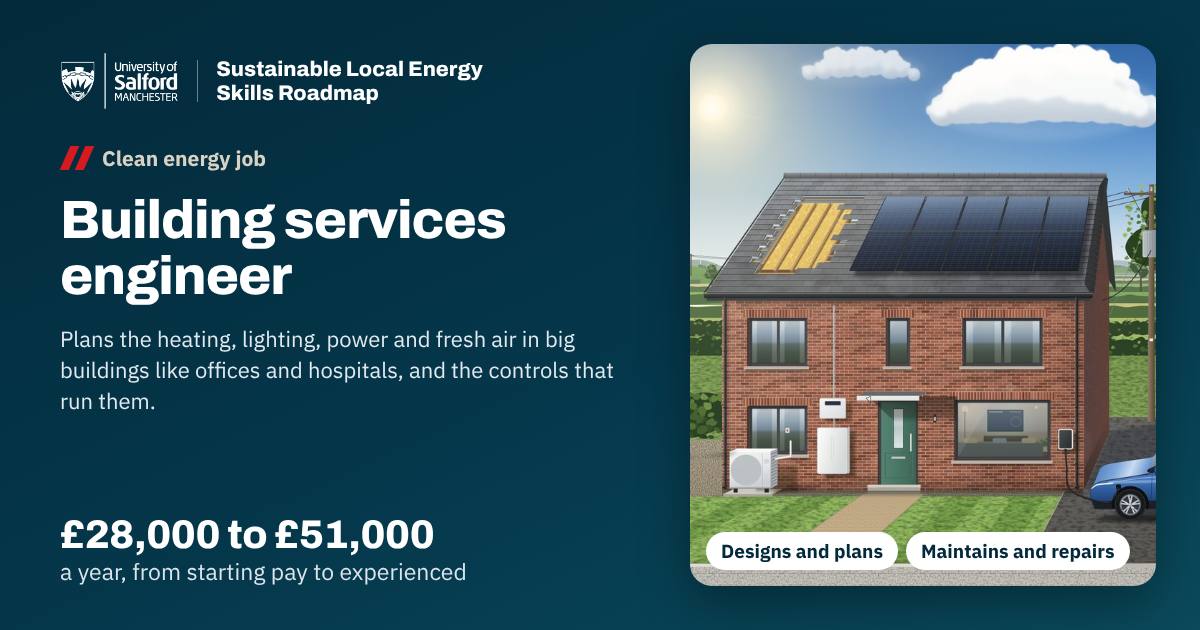 University of
Salford
MANCHESTER
Sustainable Local Energy
Skills Roadmap
Clean energy job
Building services
engineer
Plans the heating, lighting, power and fresh air in big
buildings like offices and hospitals, and the controls that
run them.
£28,000 to £51,000
a year, from starting pay to experienced
Designs and plans
Maintains and repairs